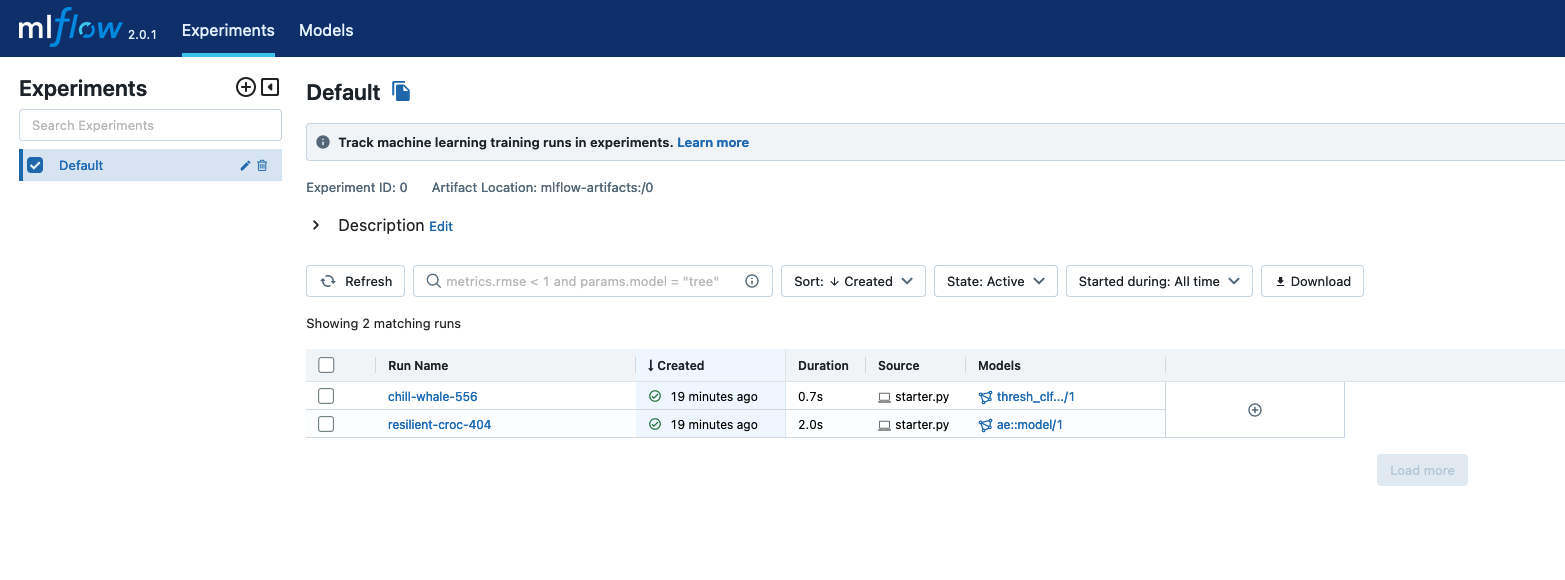 mlflow 2.0.1 Experiments Models
Experiments
Search Experiments
Default
Default
Track machine learning training runs in experiments. Learn more
Experiment ID: 0 Artifact Location: mlflow-artifacts:/0
Description Edit
Refresh metrics.rmse < 1 and params.model = "tree" Sort: ↓ Created State: Active Started during: All time Download
Showing 2 matching runs
Run Name ↓ Created Duration Source Models
chill-whale-556 19 minutes ago 0.7s starter.py thresh_clf.../1
resilient-croc-404 19 minutes ago 2.0s starter.py ae::model/1
Load more